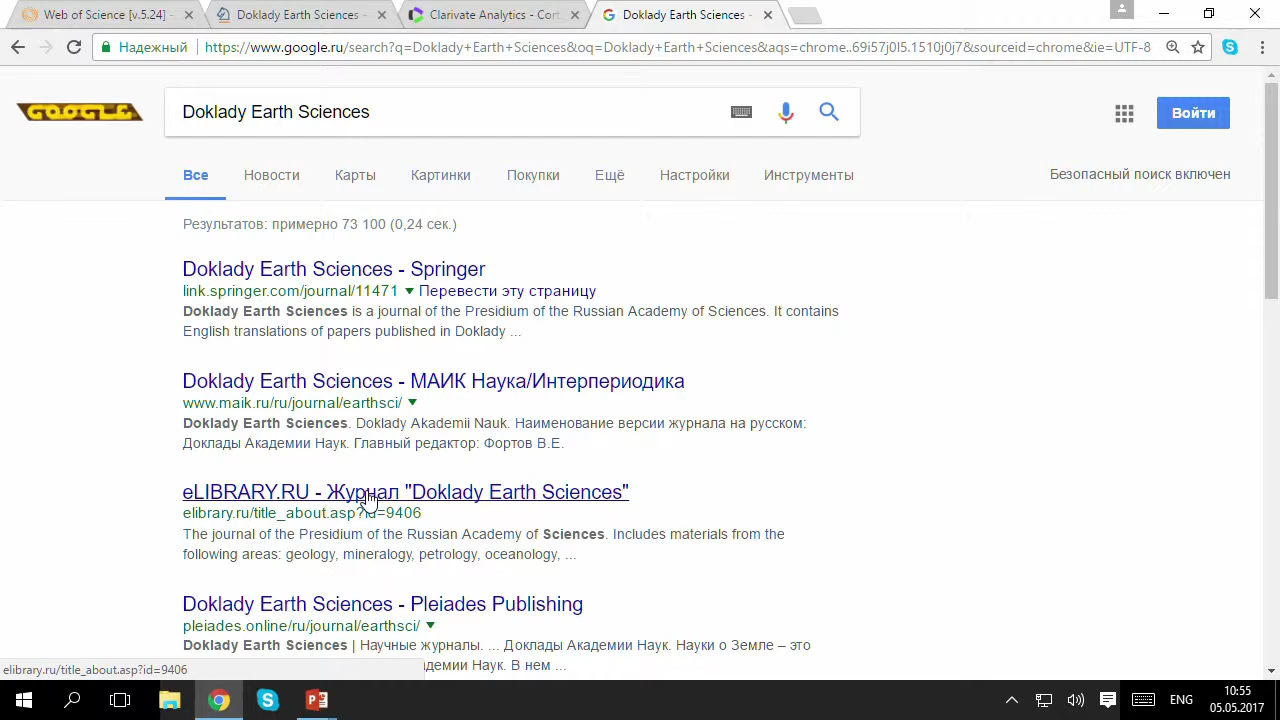 Web of Science [v.5.24] -
Doklady Earth Sciences -
Clarivate Analytics - Cort
Doklady Earth Sciences -
Надежный
https://www.google.ru/search?q=Doklady+Earth+Sciences&oq=Doklady+Earth+Sciences&aqs=chrome..69i57j0l5.1510j0j7&sourceid=chrome&ie=UTF-8
GOOGLE
Doklady Earth Sciences
Войти
Все Новости Карты Картинки Покупки Ещё Настройки Инструменты Безопасный поиск включен
Результатов: примерно 73 100 (0,24 сек.)
Doklady Earth Sciences - Springer
link.springer.com/journal/11471 Перевести эту страницу
Doklady Earth Sciences is a journal of the Presidium of the Russian Academy of Sciences. It contains
English translations of papers published in Doklady ...
Doklady Earth Sciences - МАИК Наука/Интерпериодика
www.maik.ru/ru/journal/earthsci/
Doklady Earth Sciences. Doklady Akademii Nauk. Наименование версии журнала на русском:
Доклады Академии Наук. Главный редактор: Фортов В.Е.
eLIBRARY.RU - Журнал "Doklady Earth Sciences"
elibrary.ru/title_about.asp?id=9406
The journal of the Presidium of the Russian Academy of Sciences. Includes materials from the
following areas: geology, mineralogy, petrology, oceanology, ...
Doklady Earth Sciences - Pleiades Publishing
pleiades.online/ru/journal/earthsci/
Doklady Earth Sciences | Научные журналы. ... Доклады Академии Наук. Науки о Земле – это
адемии Наук. В нем ...
elibrary.ru/title_about.asp?id=9406
ENG
10:55
05.05.2017